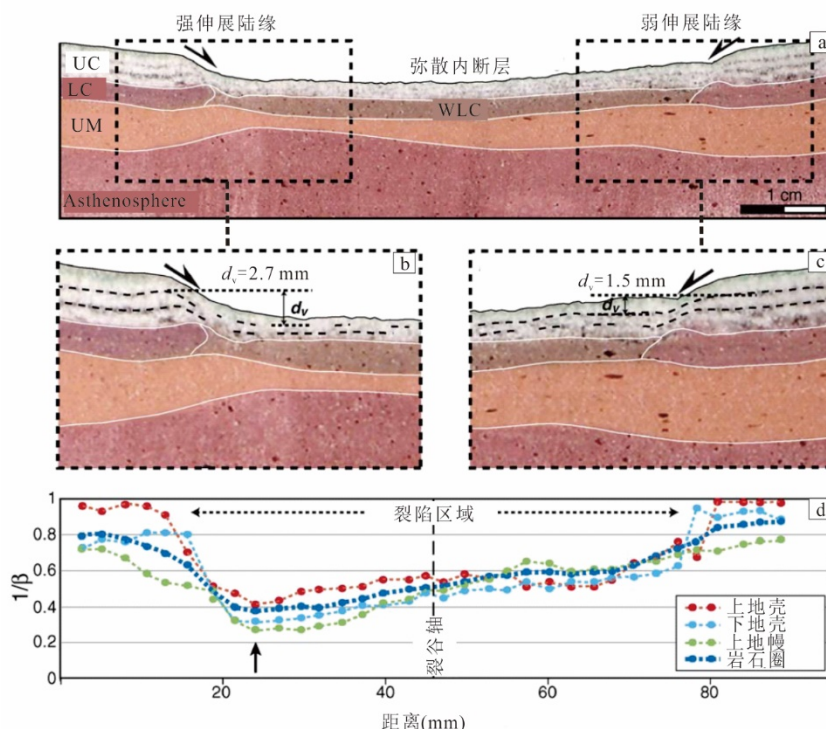 强伸展陆缘
弱伸展陆缘
a
UC
弥散内断层
LC
WLC
UM
Asthenosphere
1 cm
b
dᵥ=2.7 mm
dᵥ
c
dᵥ=1.5 mm
dᵥ
d
1
裂陷区域
0.8
0.6
1/β
0.4
裂谷轴
上地壳
下地壳
上地幔
岩石圈
0.2
0
20
40
60
80
距离(mm)